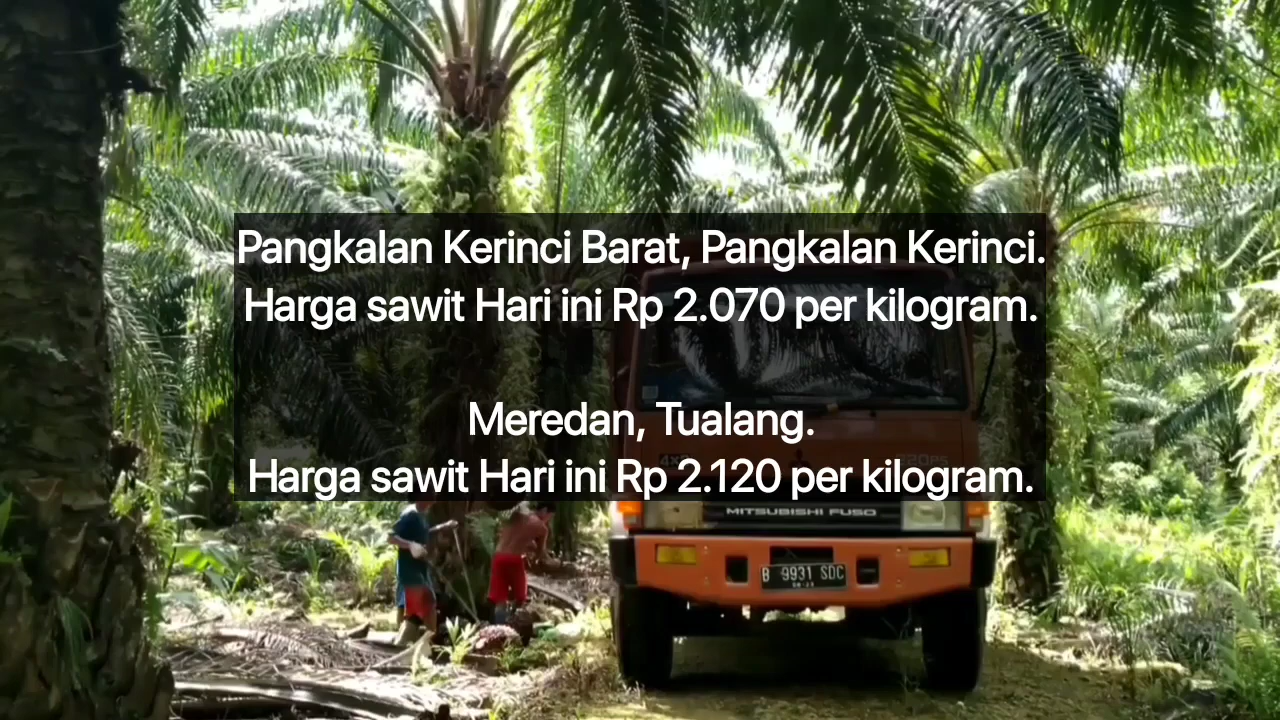 Pangkalan Kerinci Barat, Pangkalan Kerinci.
Harga sawit Hari ini Rp 2.070 per kilogram.
Meredan, Tualang.
Harga sawit Hari ini Rp 2.120 per kilogram.
MITSUBISHI FUSO
B 9931 SDC